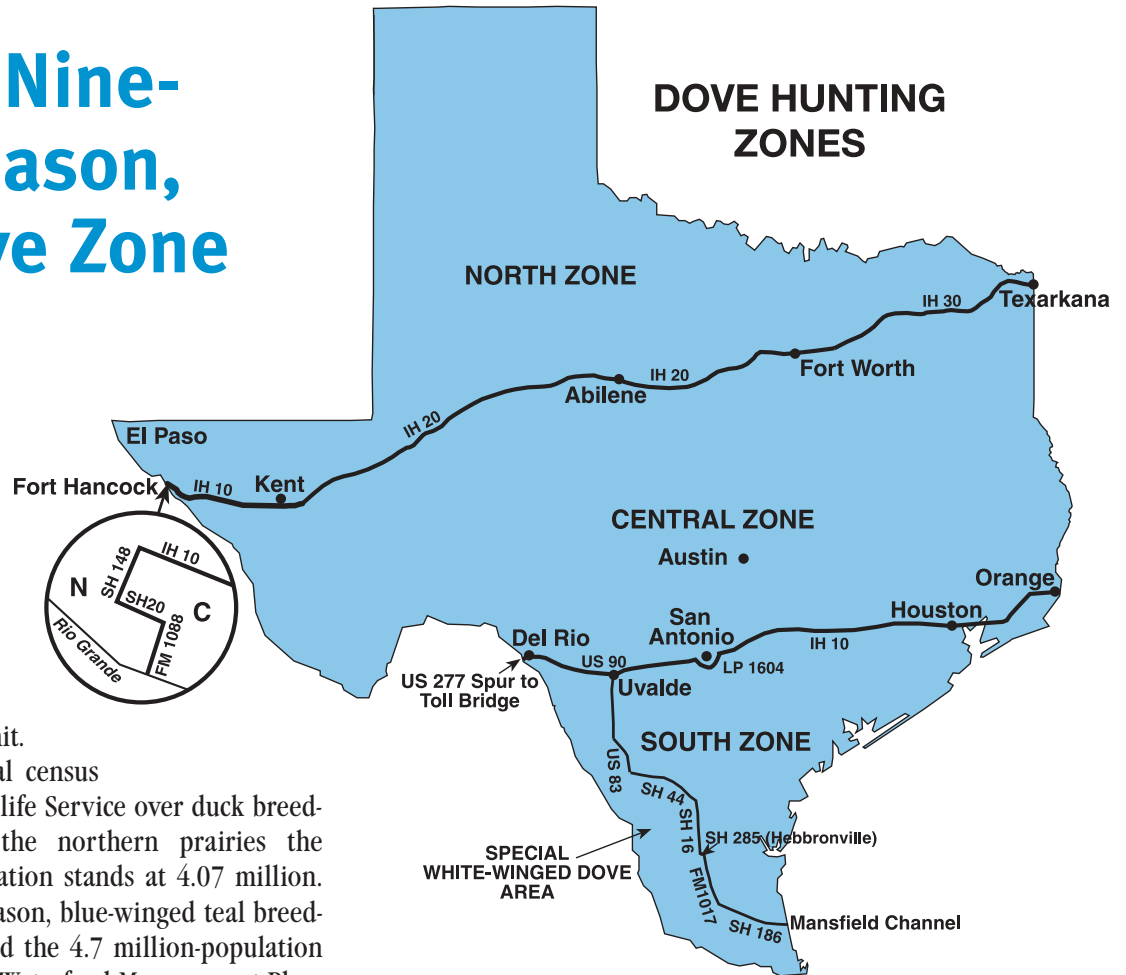 Nine-
ason,
ve Zone
DOVE HUNTING
ZONES
NORTH ZONE
IH 30
Texarkana
Fort Worth
IH 20
Abilene
IH 20
El Paso
Fort Hancock
IH 10
Kent
CENTRAL ZONE
Austin
N
SH 148
IH 10
SH20
C
FM 1088
Rio Grande
Orange
Houston
San
Antonio
IH 10
Del Rio
US 90
LP 1604
US 277 Spur to
Toll Bridge
Uvalde
SOUTH ZONE
US 83
SH 44
SH 16
SH 285 (Hebbronville)
SPECIAL
WHITE-WINGED DOVE
AREA
FM1017
SH 186
Mansfield Channel
nit.
al census
life Service over duck breed-
the northern prairies the
ation stands at 4.07 million.
ason, blue-winged teal breed-
d the 4.7 million-population